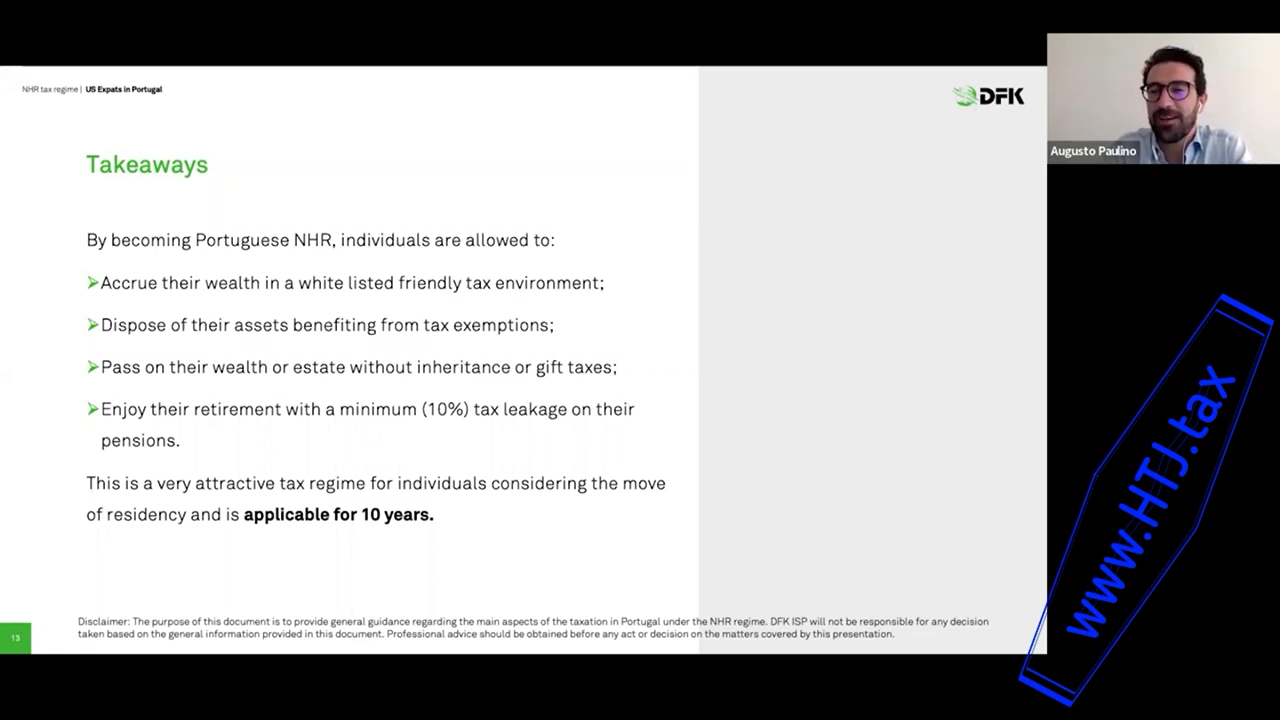 NHR tax regime | US Expats in Portugal
DFK
Augusto Paulino
Takeaways
By becoming Portuguese NHR, individuals are allowed to:
➢Accrue their wealth in a white listed friendly tax environment;
➢Dispose of their assets benefiting from tax exemptions;
➢Pass on their wealth or estate without inheritance or gift taxes;
➢Enjoy their retirement with a minimum (10%) tax leakage on their
pensions.
This is a very attractive tax regime for individuals considering the move
of residency and is applicable for 10 years.
www.HTJ.tax
Disclaimer: The purpose of this document is to provide general guidance regarding the main aspects of the taxation in Portugal under the NHR regime. DFK ISP will not be responsible for any decision
taken based on the general information provided in this document. Professional advice should be obtained before any act or decision on the matters covered by this presentation.
13